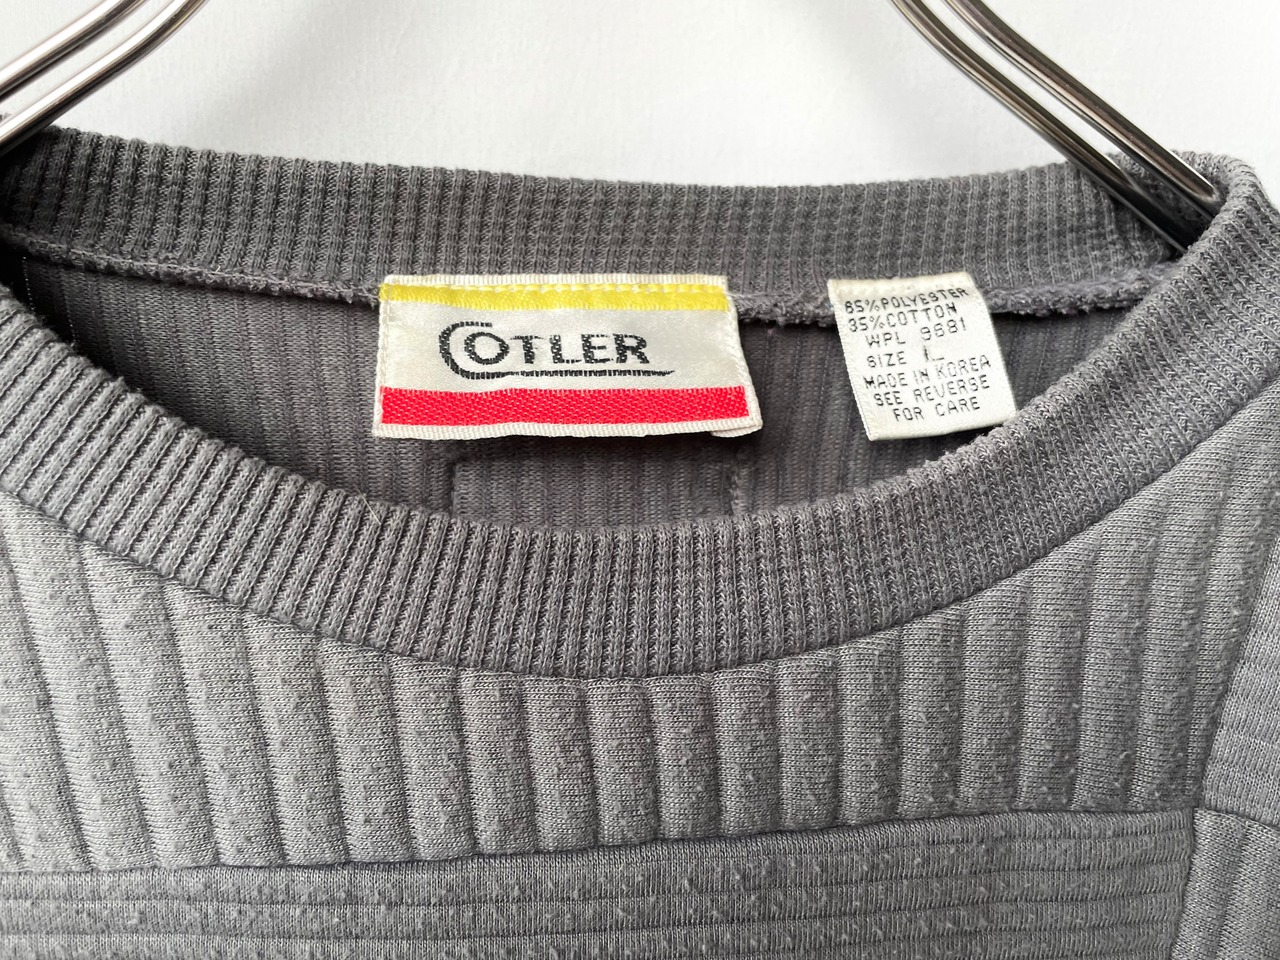 COTLER
65%POLYESTER
35%COTTON
WPL 9681
SIZE L
MADE IN KOREA
SEE REVERSE
FOR CARE